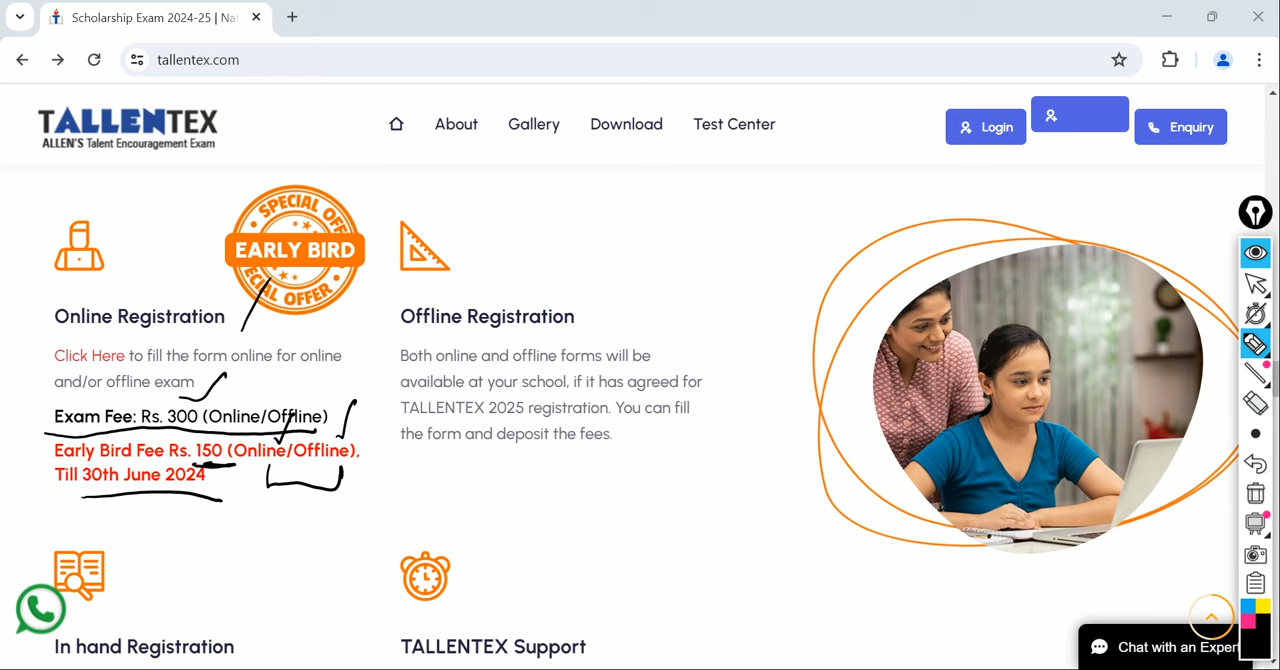 Scholarship Exam 2024-25 | Nat
tallentex.com
TALLENTEX
ALLEN'S Talent Encouragement Exam
About
Gallery
Download
Test Center
Login
Enquiry
SPECIAL OFF
EARLY BIRD
ECIAL OFFER
Online Registration
Click Here to fill the form online for online
and/or offline exam
Exam Fee: Rs. 300 (Online/Offline)
Early Bird Fee Rs. 150 (Online/Offline),
Till 30th June 2024
Offline Registration
Both online and offline forms will be
available at your school, if it has agreed for
TALLENTEX 2025 registration. You can fill
the form and deposit the fees.
In hand Registration
TALLENTEX Support
Chat with an Expert